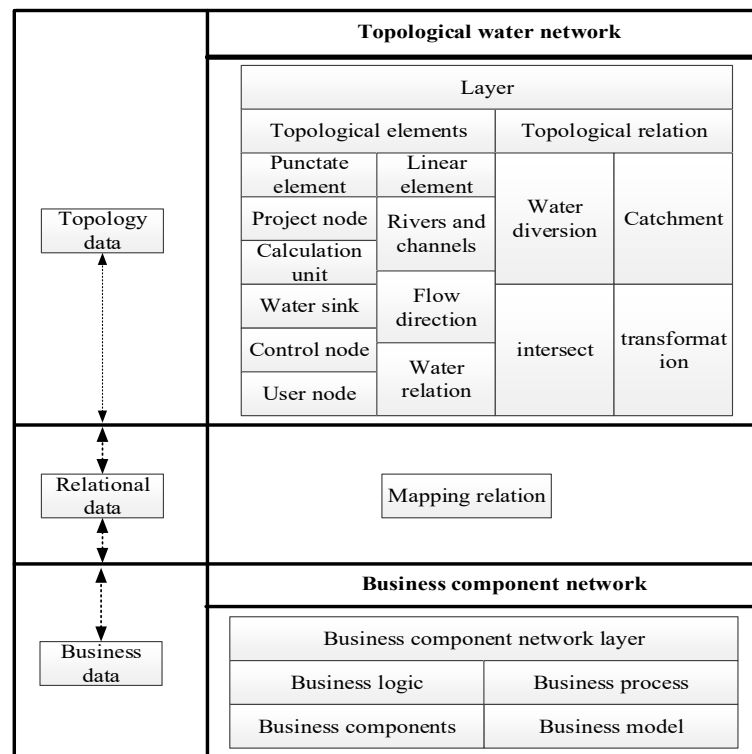 Topological water network
Layer
Topological elements
Topological relation
Punctate
element
Linear
element
Project node
Rivers and
channels
Water
diversion
Catchment
Topology
data
Calculation
unit
Water sink
Flow
direction
Control node
intersect
transformat
ion
Water
relation
User node
Relational
data
Mapping relation
Business component network
Business
data
Business component network layer
Business logic
Business process
Business components
Business model